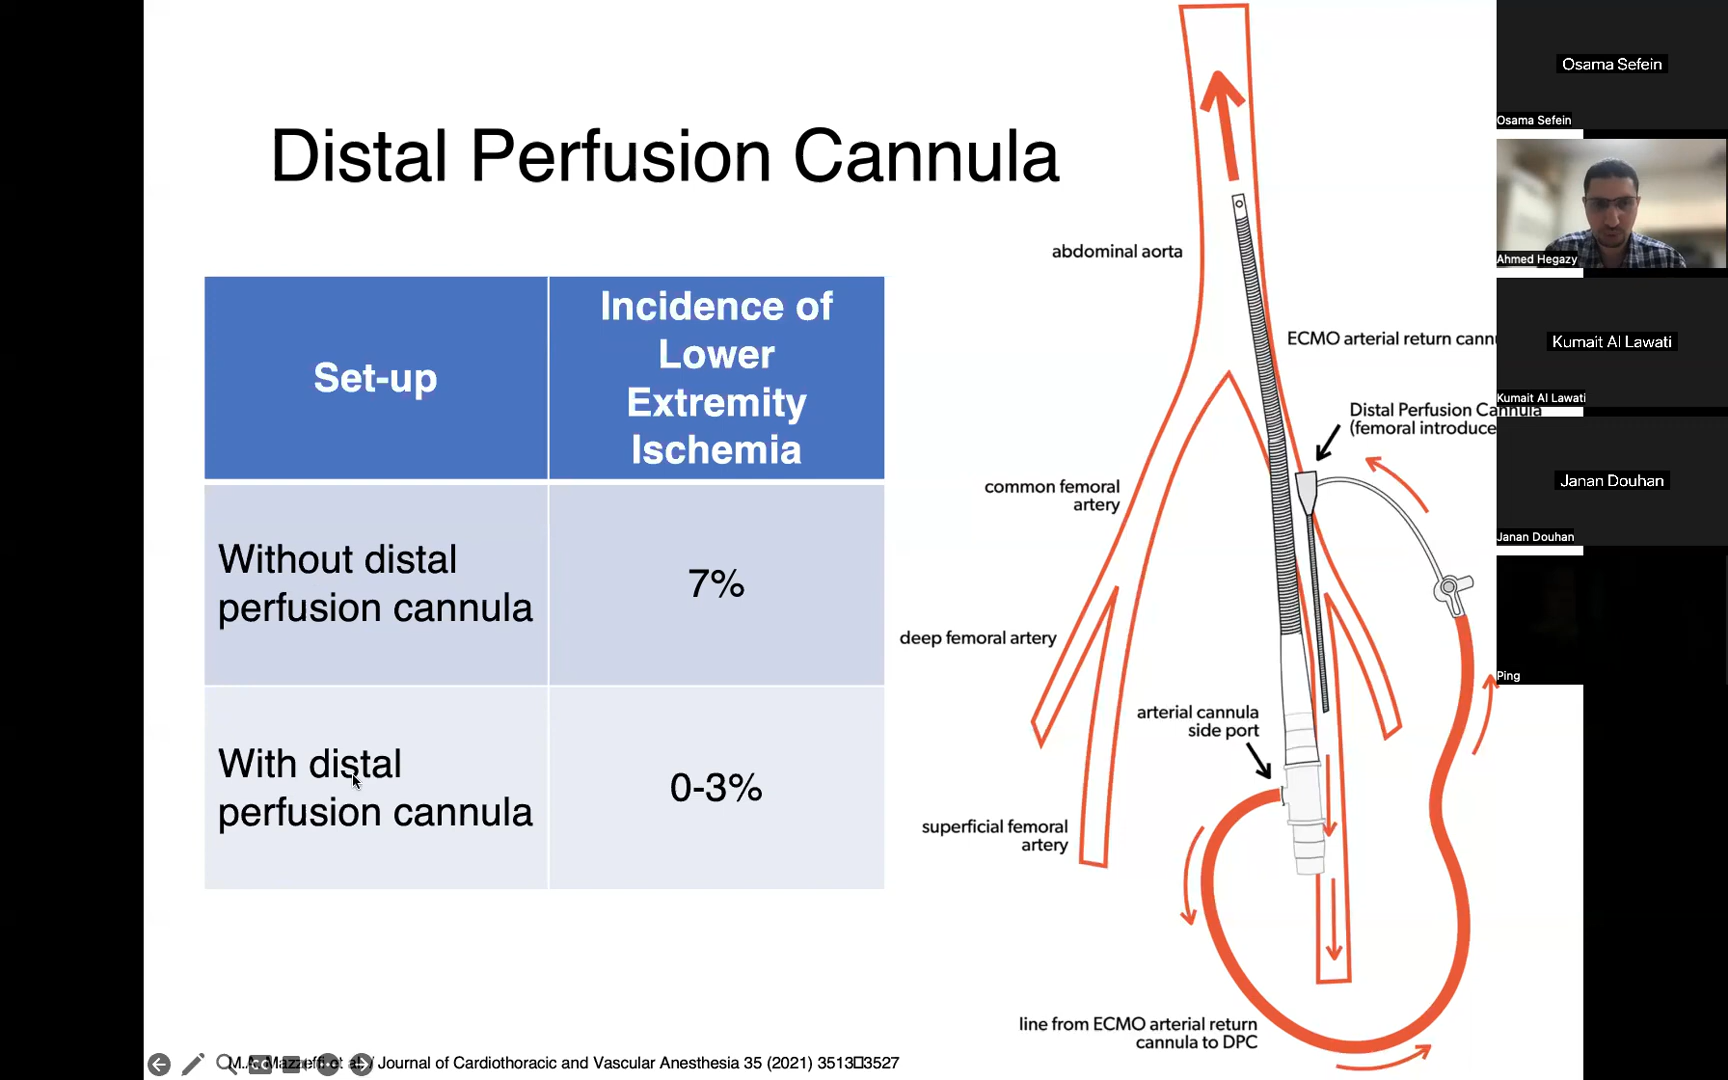 Distal Perfusion Cannula
Set-up
Incidence of
Lower
Extremity
Ischemia
Without distal
perfusion cannula
7%
With distal
perfusion cannula
0-3%
abdominal aorta
ECMO arterial return cannu
Distal Perfusion Cannula
(femoral introduce
common femoral
artery
deep femoral artery
arterial cannula
side port
superficial femoral
artery
line from ECMO arterial return
cannula to DPC
M.A. Mazzeffi et al. / Journal of Cardiothoracic and Vascular Anesthesia 35 (2021) 3513□3527
Osama Sefein
Osama Sefein
Ahmed Hegazy
Kumait Al Lawati
Kumait Al Lawati
Janan Douhan
Janan Douhan
Ping